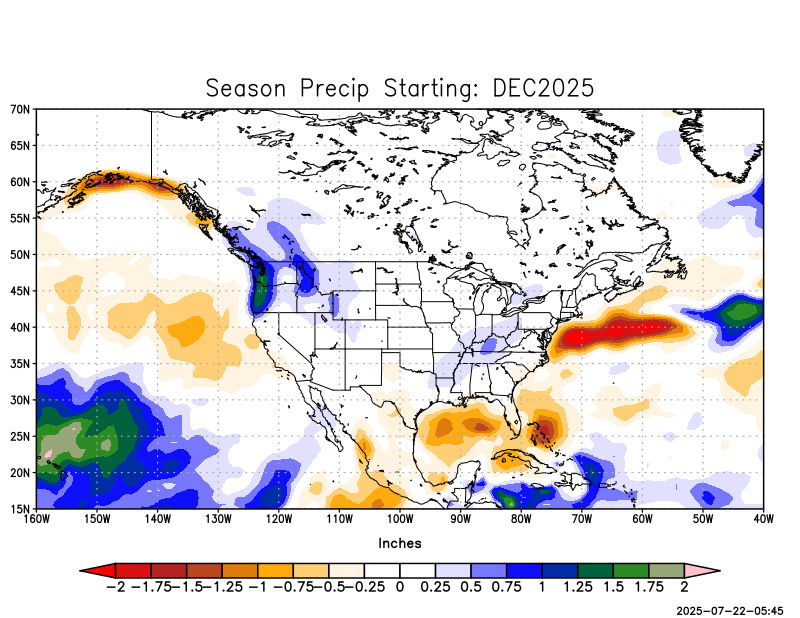 Season Precip Starting: DEC2025
70N
65N
60N
55N
50N
45N
40N
35N
30N
25N
20N
15N
160W 150W 140W 130W 120W 110W 100W 90W 80W 70W 60W 50W 40W
Inches
-2 -1.75 -1.5 -1.25 -1 -0.75 -0.5 -0.25 0 0.25 0.5 0.75 1 1.25 1.5 1.75 2
2025-07-22-05:45